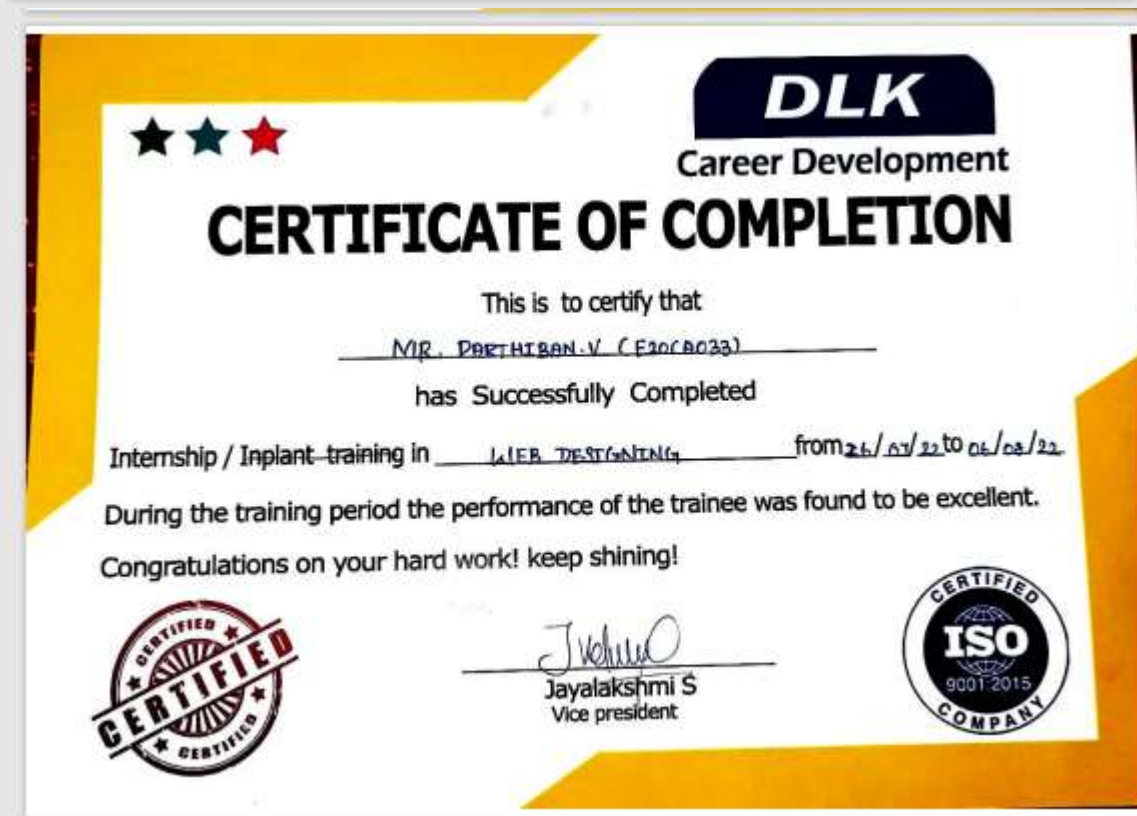 DLK
Career Development
CERTIFICATE OF COMPLETION
This is to certify that
MR. PARTHIBAN.V (E20CA033)
has Successfully Completed
Internship / Inplant training in WEB DESIGNING from 26/07/22 to 06/08/22
During the training period the performance of the trainee was found to be excellent.
Congratulations on your hard work! keep shining!
CERTIFIED
CERTIFIED
CERTIFIED
Jayalakshmi S
Vice president
CERTIFIED
ISO
9001:2015
COMPANY